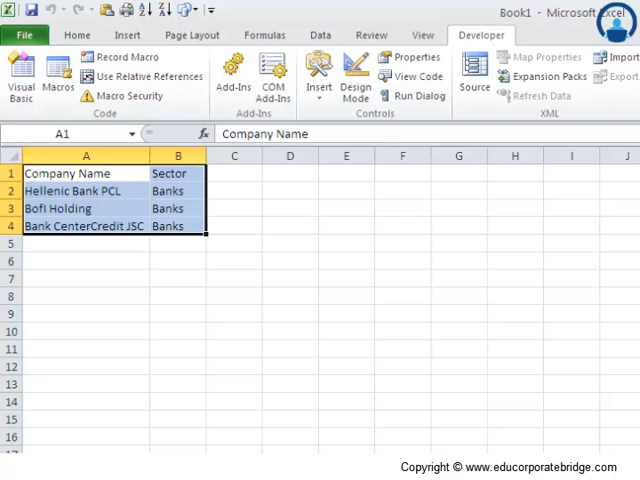 Book1 - Microsoft Excel
File Home Insert Page Layout Formulas Data Review View Developer
Visual Basic
Macros
Record Macro
Use Relative References
Macro Security
Code
Add-Ins
COM Add-Ins
Add-Ins
Insert
Design Mode
Properties
View Code
Run Dialog
Controls
Source
Map Properties
Expansion Packs
Refresh Data
Import
Export
XML
A1 fx Company Name
A B C D E F G H I J
1 Company Name Sector
2 Hellenic Bank PCL Banks
3 BofI Holding Banks
4 Bank CenterCredit JSC Banks
5
6
7
8
9
10
11
12
13
14
15
16
Copyright © www.educorporatebridge.com